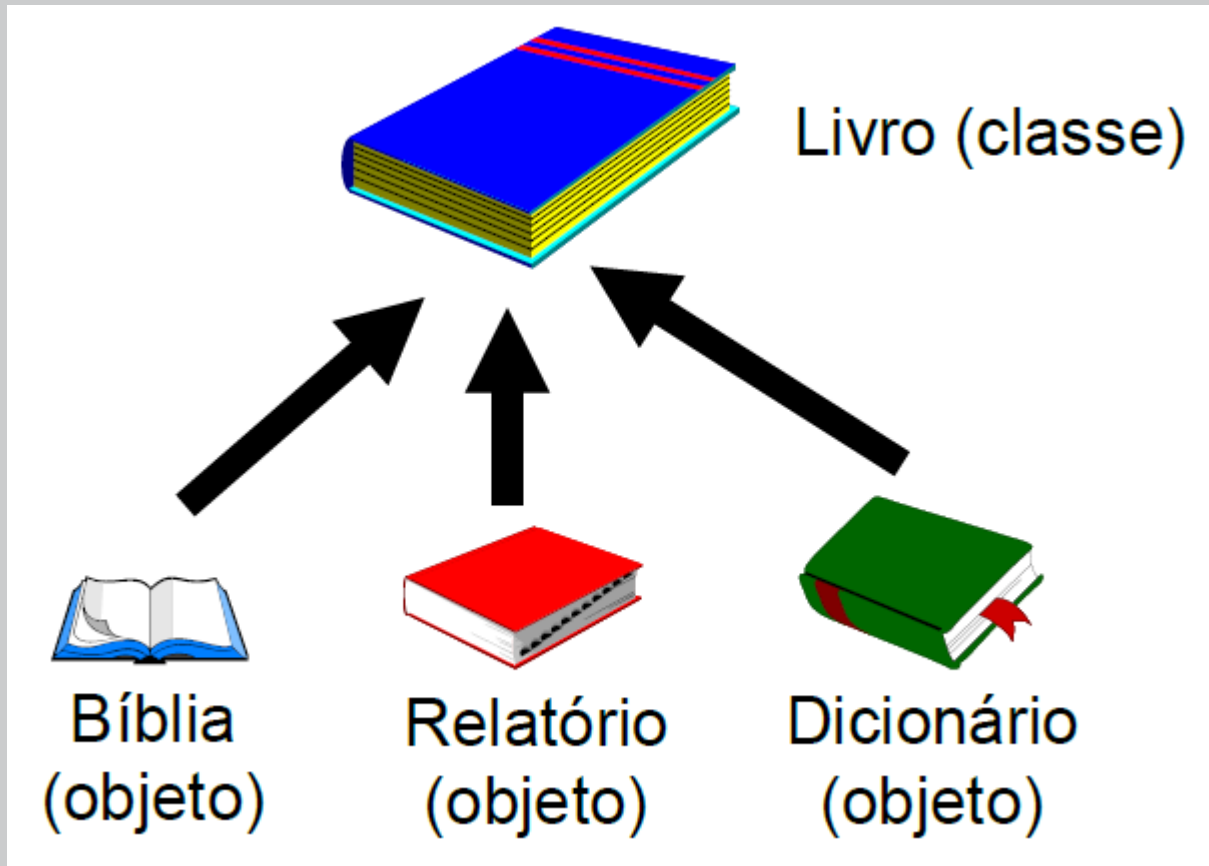 Livro (classe)
Bíblia
(objeto)
Relatório
(objeto)
Dicionário
(objeto)